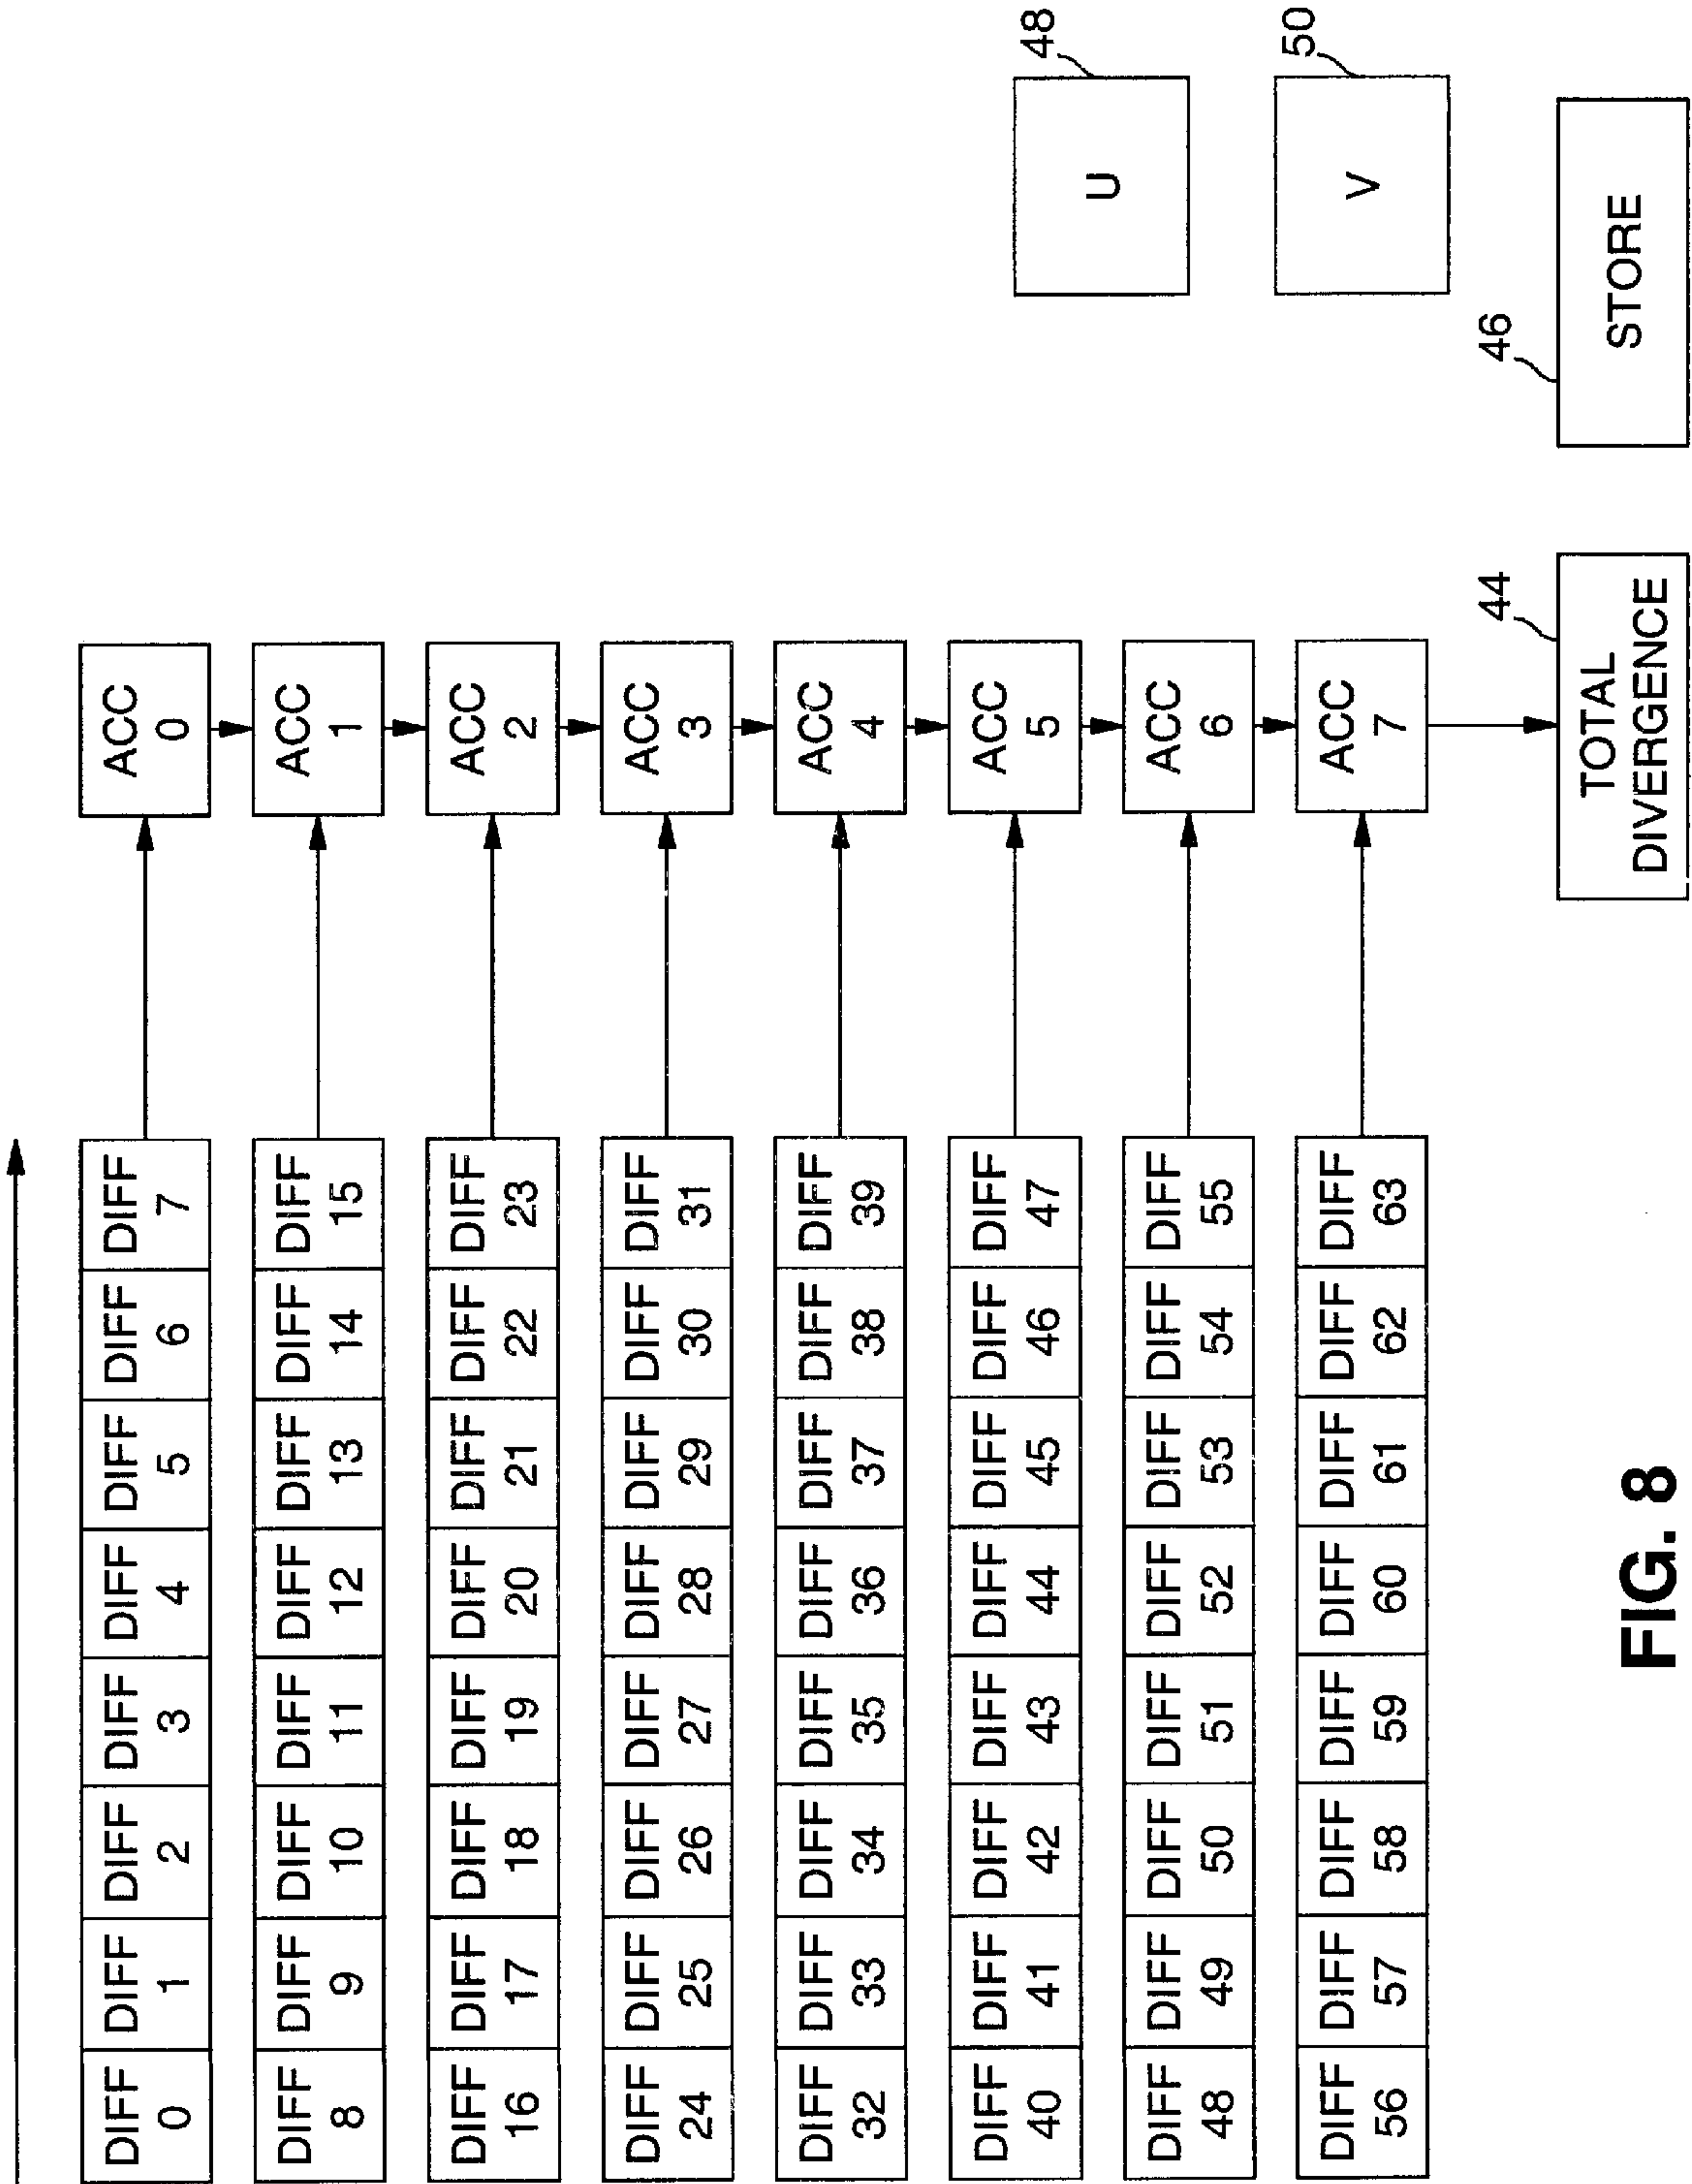 DIFF DIFF DIFF DIFF DIFF DIFF DIFF DIFF ACC
0 1 2 3 4 5 6 7 0
DIFF DIFF DIFF DIFF DIFF DIFF DIFF DIFF ACC
8 9 10 11 12 13 14 15 1
DIFF DIFF DIFF DIFF DIFF DIFF DIFF DIFF ACC
16 17 18 19 20 21 22 23 2
DIFF DIFF DIFF DIFF DIFF DIFF DIFF DIFF ACC
24 25 26 27 28 29 30 31 3
DIFF DIFF DIFF DIFF DIFF DIFF DIFF DIFF ACC
32 33 34 35 36 37 38 39 4
DIFF DIFF DIFF DIFF DIFF DIFF DIFF DIFF ACC
40 41 42 43 44 45 46 47 5
DIFF DIFF DIFF DIFF DIFF DIFF DIFF DIFF ACC
48 49 50 51 52 53 54 55 6
DIFF DIFF DIFF DIFF DIFF DIFF DIFF DIFF ACC
56 57 58 59 60 61 62 63 7
48
U
50
V
44
TOTAL
DIVERGENCE
46
STORE
FIG. 8